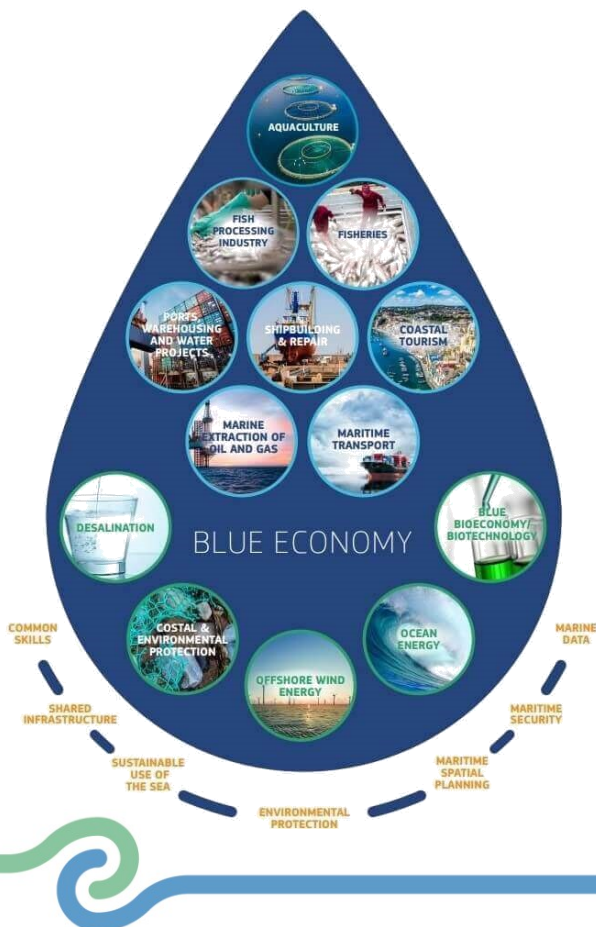 AQUACULTURE
FISH
PROCESSING
INDUSTRY
FISHERIES
PORTS,
WAREHOUSING
AND WATER
PROJECTS
SHIPBUILDING
& REPAIR
COASTAL
TOURISM
MARINE
EXTRACTION OF
OIL AND GAS
MARITIME
TRANSPORT
DESALINATION
BLUE ECONOMY
BLUE
BIOECONOMY/
BIOTECHNOLOGY
COSTAL &
ENVIRONMENTAL
PROTECTION
OFFSHORE WIND
ENERGY
OCEAN
ENERGY
COMMON
SKILLS
SHARED
INFRASTRUCTURE
SUSTAINABLE
USE OF
THE SEA
ENVIRONMENTAL
PROTECTION
MARITIME
SPATIAL
PLANNING
MARITIME
SECURITY
MARINE
DATA